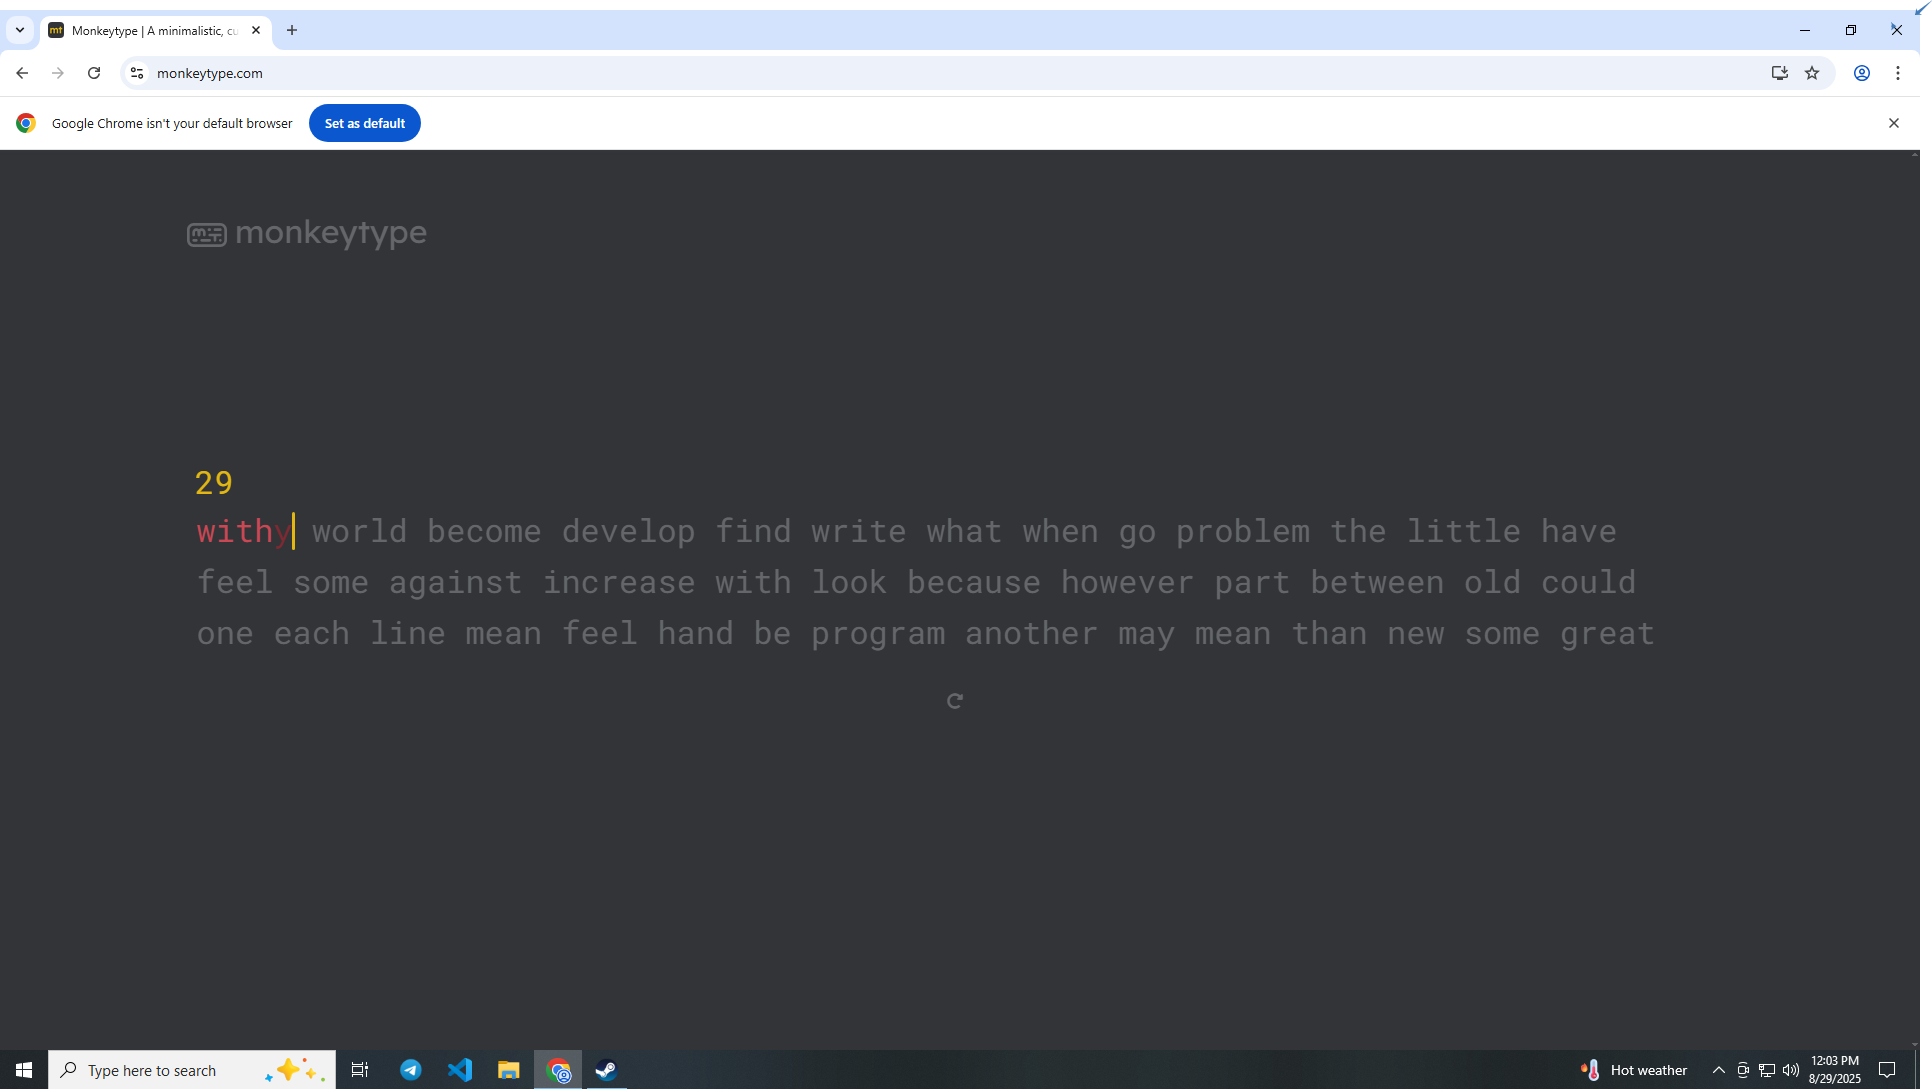 mt Monkeytype | A minimalistic, cu
monkeytype.com
Google Chrome isn't your default browser Set as default
mt monkeytype
29
withy world become develop find write what when go problem the little have
feel some against increase with look because however part between old could
one each line mean feel hand be program another may mean than new some great
Type here to search
Hot weather
12:03 PM
8/29/2025